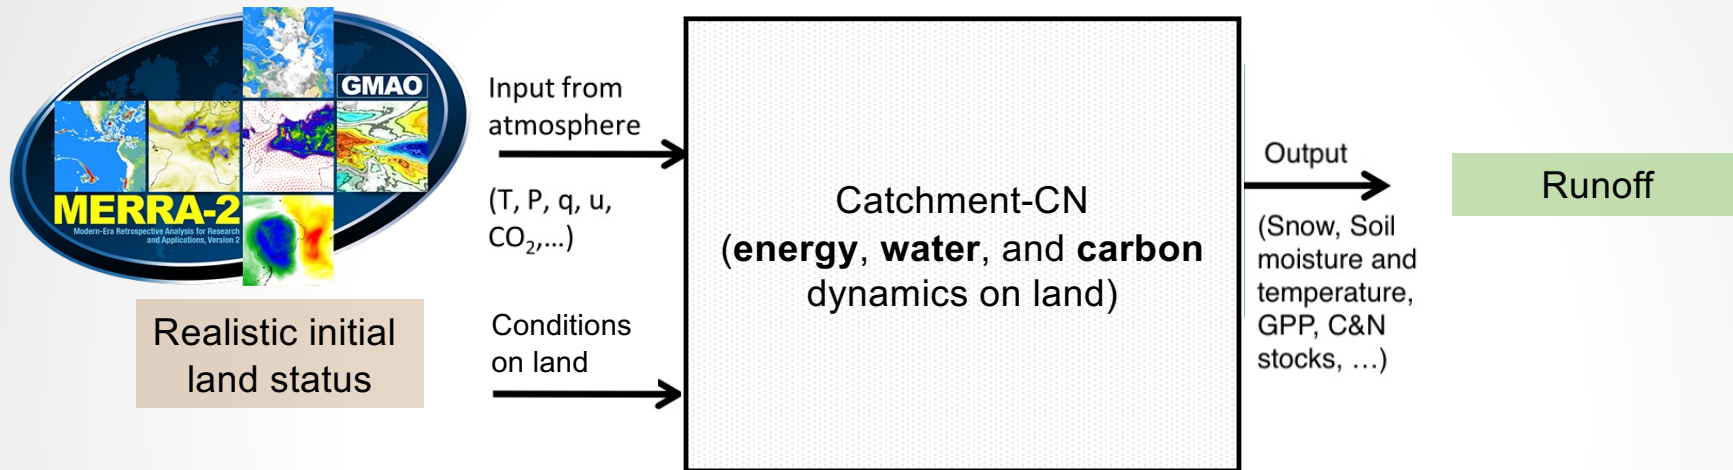 GMAO
MERRA-2
Modern-Era Retrospective Analysis for Research
and Applications, Version 2
Realistic initial
land status
Input from
atmosphere
(T, P, q, u,
CO₂,...)
Conditions
on land
Catchment-CN
(energy, water, and carbon
dynamics on land)
Output
(Snow, Soil
moisture and
temperature,
GPP, C&N
stocks, ...)
Runoff